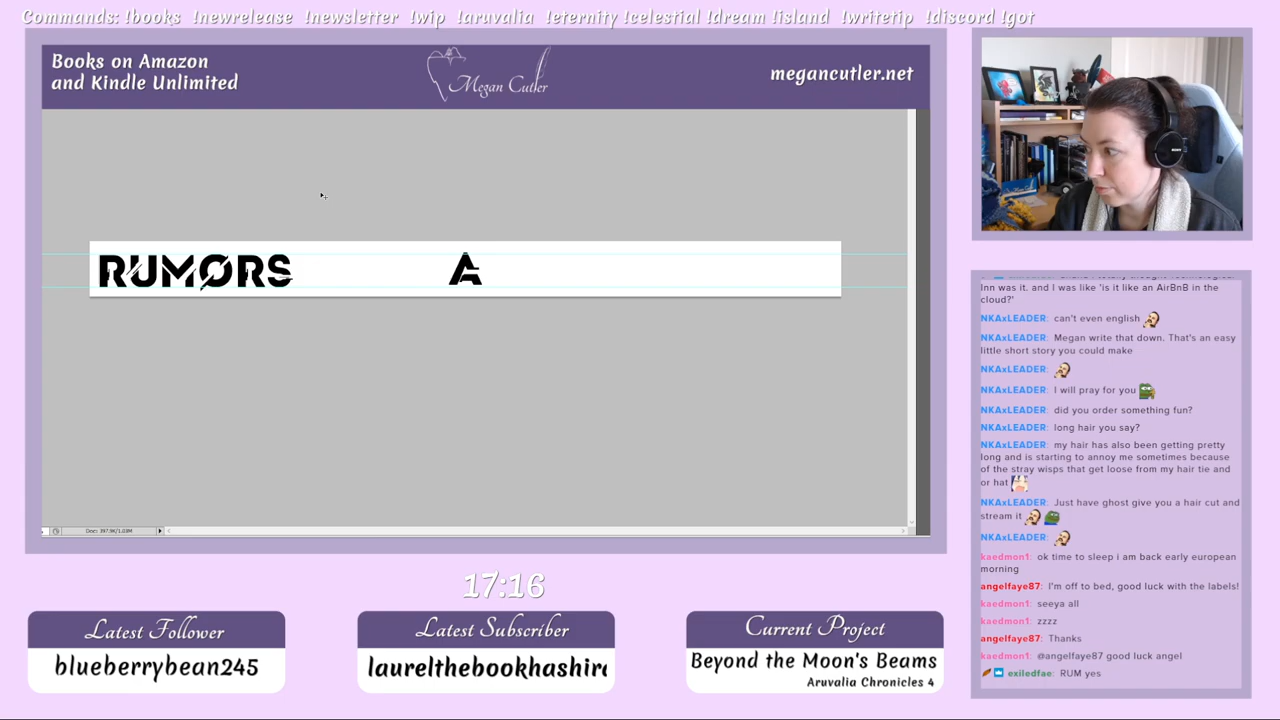 Commands: !books !newrelease !newsletter !wip !aruvalia !eternity !celestial !dream !island !writetip !discord !got
Books on Amazon
and Kindle Unlimited
Megan Cutler
megancutler.net
RUMORS A
Doc: 397.9K/1.03M
17:16
Latest Follower
blueberrybean245
Latest Subscriber
laurelthebookhashira
Current Project
Beyond the Moon's Beams
Aruvalia Chronicles 4
Inn was it. and I was like 'is it like an AirBnB in the
cloud?'
NKAxLEADER: can't even english
NKAxLEADER: Megan write that down. That's an easy
little short story you could make
NKAxLEADER:
NKAxLEADER: I will pray for you
NKAxLEADER: did you order something fun?
NKAxLEADER: long hair you say?
NKAxLEADER: my hair has also been getting pretty
long and is starting to annoy me sometimes because
of the stray wisps that get loose from my hair tie and
or hat
NKAxLEADER: Just have ghost give you a hair cut and
stream it
NKAxLEADER:
kaedmon1: ok time to sleep i am back early european
morning
angelfaye87: I'm off to bed, good luck with the labels!
kaedmon1: seeya all
kaedmon1: zzzz
angelfaye87: Thanks
kaedmon1: @angelfaye87 good luck angel
exiledfae: RUM yes